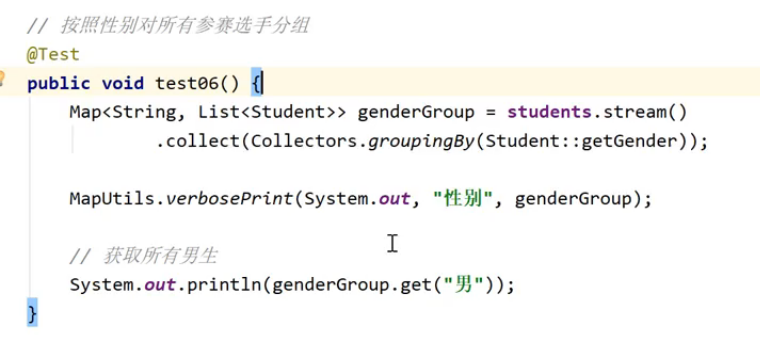 // 按照性别对所有参赛选手分组
@Test
public void test06() {
Map<String, List<Student>> genderGroup = students.stream()
.collect(Collectors.groupingBy(Student::getGender));
MapUtils.verbosePrint(System.out, "性别", genderGroup);
// 获取所有男生
System.out.println(genderGroup.get("男"));
}